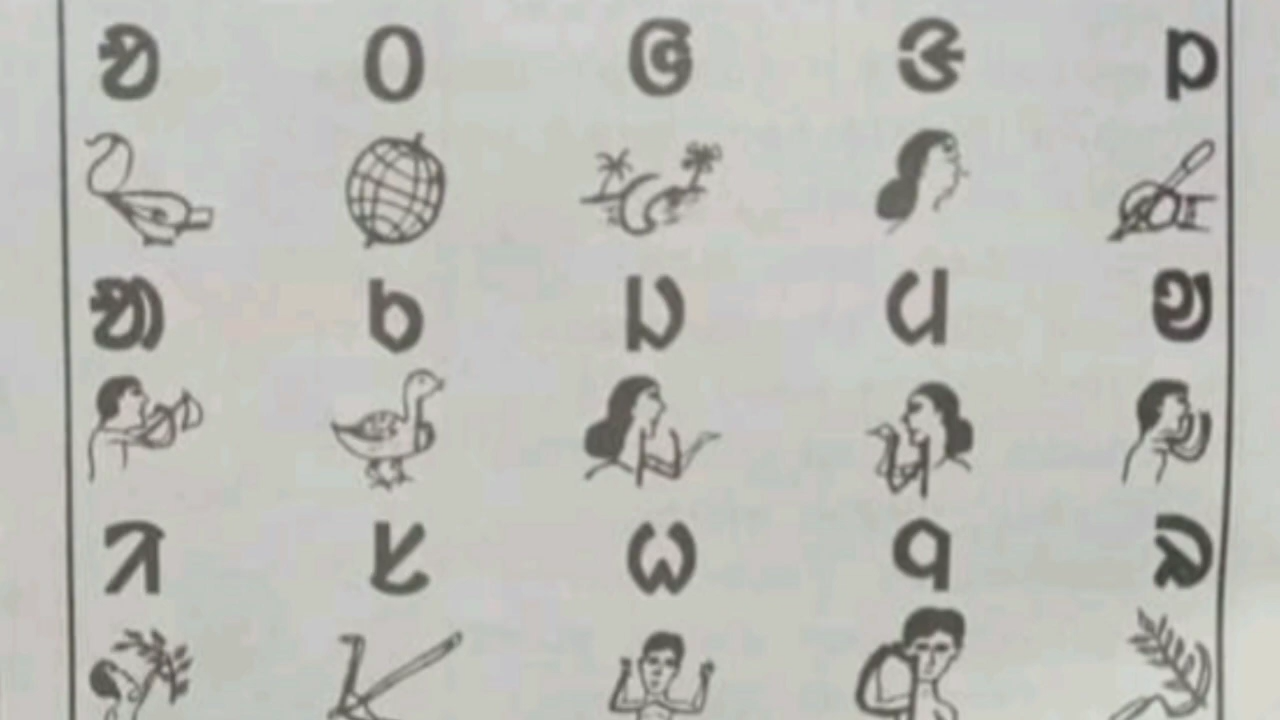 ᱚ ᱛ ᱜ ᱝ ᱞ
ᱟ ᱠ ᱡ ᱢ ᱣ
ᱤ ᱥ ᱦ ᱧ ᱨ